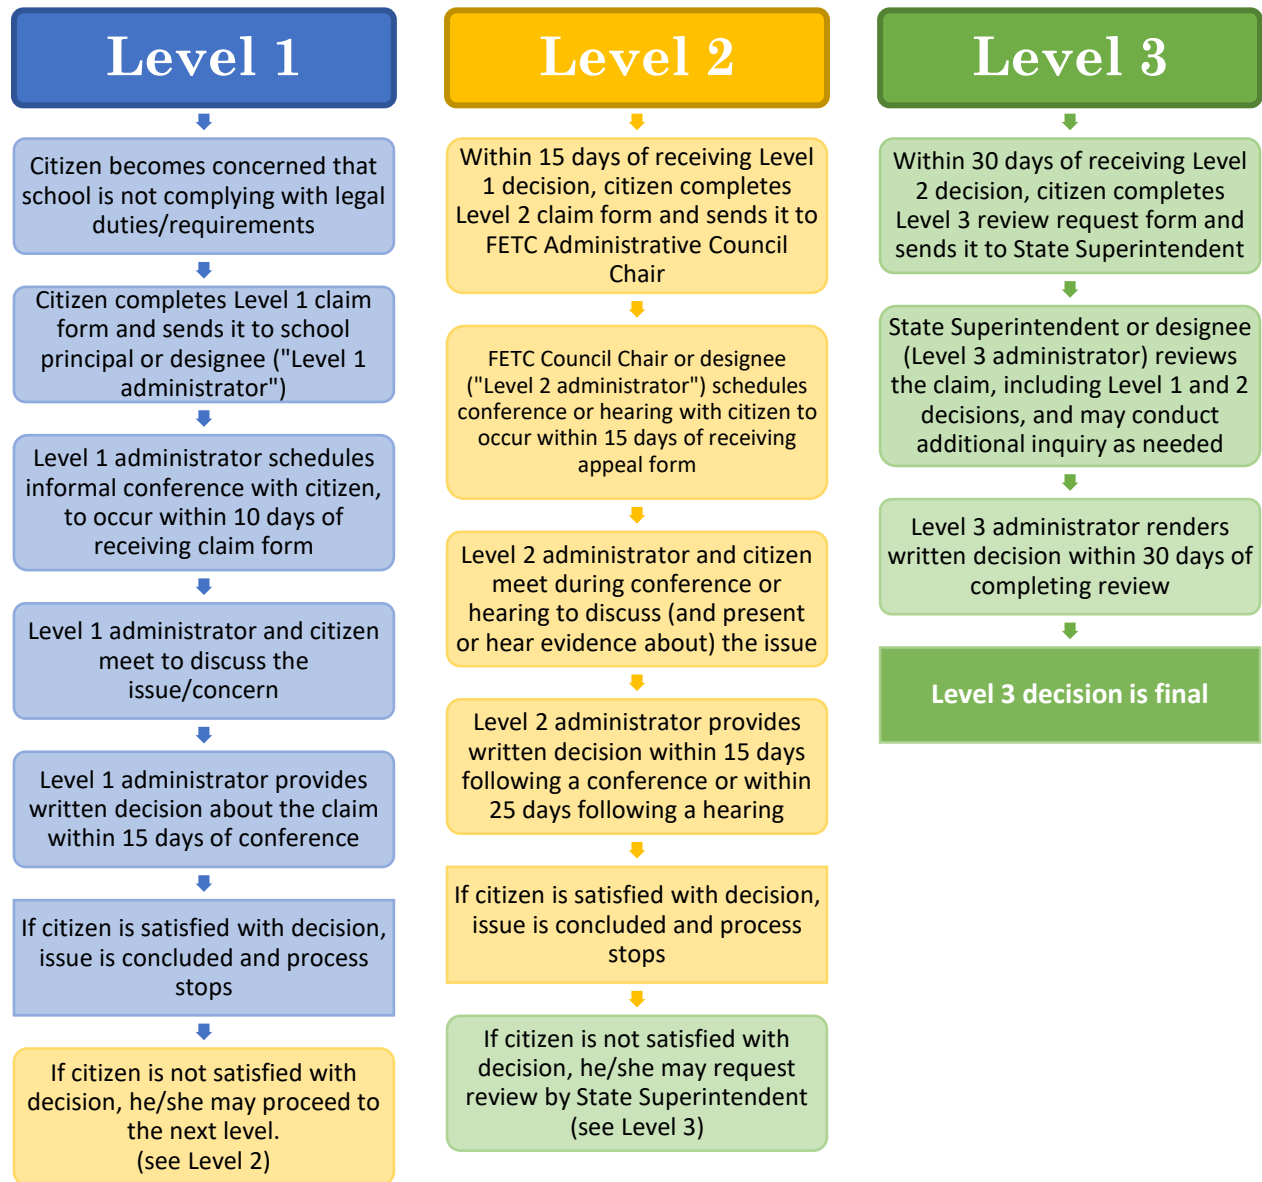 Level 1
Citizen becomes concerned that
school is not complying with legal
duties/requirements
Citizen completes Level 1 claim
form and sends it to school
principal or designee ("Level 1
administrator")
Level 1 administrator schedules
informal conference with citizen,
to occur within 10 days of
receiving claim form
Level 1 administrator and citizen
meet to discuss the
issue/concern
Level 1 administrator provides
written decision about the claim
within 15 days of conference
If citizen is satisfied with decision,
issue is concluded and process
stops
If citizen is not satisfied with
decision, he/she may proceed to
the next level.
(see Level 2)
Level 2
Within 15 days of receiving Level
1 decision, citizen completes
Level 2 claim form and sends it to
FETC Administrative Council
Chair
FETC Council Chair or designee
("Level 2 administrator") schedules
conference or hearing with citizen to
occur within 15 days of receiving
appeal form
Level 2 administrator and citizen
meet during conference or
hearing to discuss (and present
or hear evidence about) the issue
Level 2 administrator provides
written decision within 15 days
following a conference or within
25 days following a hearing
If citizen is satisfied with decision,
issue is concluded and process
stops
If citizen is not satisfied with
decision, he/she may request
review by State Superintendent
(see Level 3)
Level 3
Within 30 days of receiving Level
2 decision, citizen completes
Level 3 review request form and
sends it to State Superintendent
State Superintendent or designee
(Level 3 administrator) reviews
the claim, including Level 1 and 2
decisions, and may conduct
additional inquiry as needed
Level 3 administrator renders
written decision within 30 days of
completing review
Level 3 decision is final